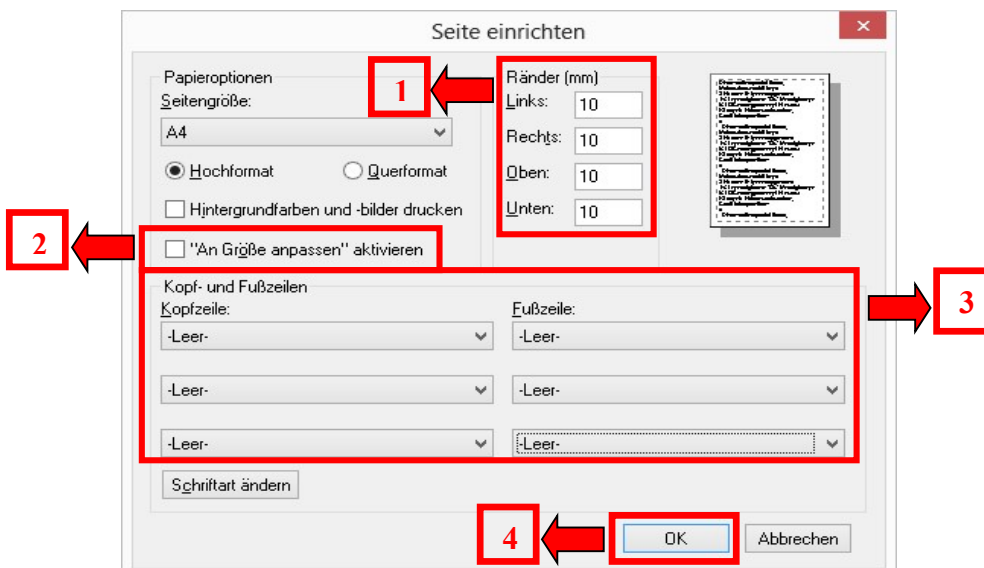 Seite einrichten
Papieroptionen
Seitengröße:
A4
Hochformat
Querformat
Hintergrundfarben und -bilder drucken
"An Größe anpassen" aktivieren
1
Ränder (mm)
Links: 10
Rechts: 10
Oben: 10
Unten: 10
2
Kopf- und Fußzeilen
Kopfzeile:
Fußzeile:
-Leer-
-Leer-
-Leer-
-Leer-
-Leer-
-Leer-
3
Schriftart ändern
4
OK
Abbrechen